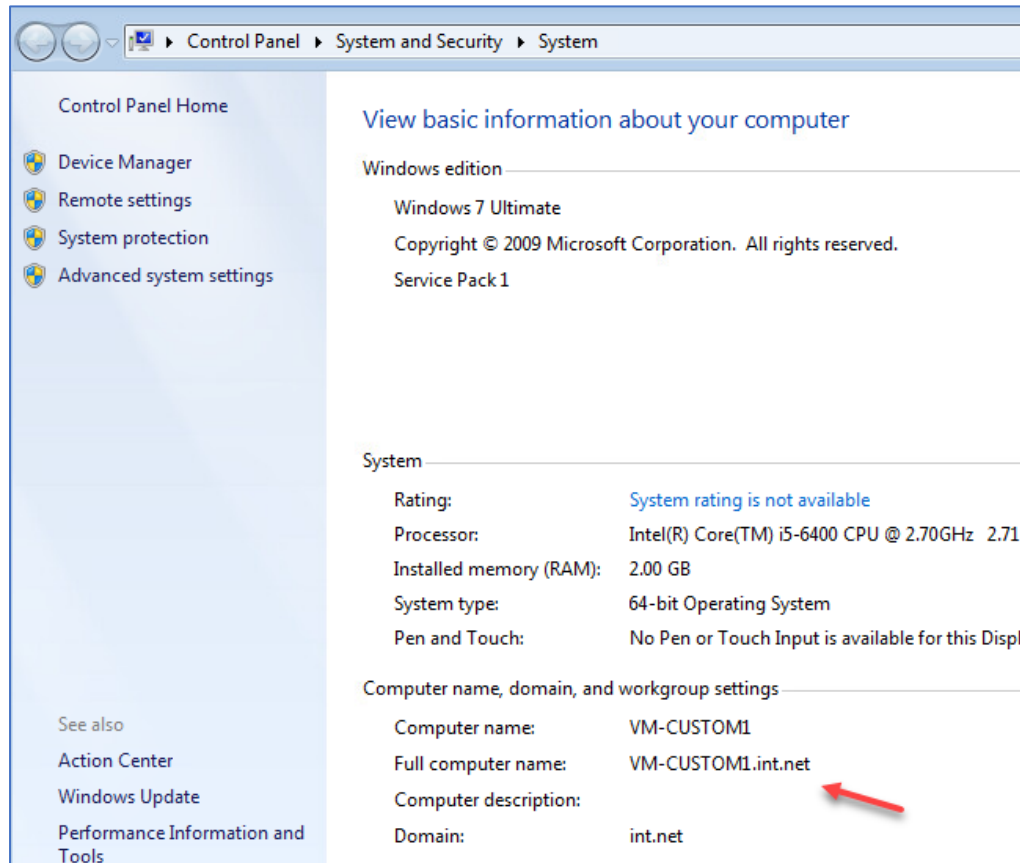 Control Panel ▸ System and Security ▸ System
Control Panel Home
Device Manager
Remote settings
System protection
Advanced system settings
See also
Action Center
Windows Update
Performance Information and
Tools
View basic information about your computer
Windows edition
Windows 7 Ultimate
Copyright © 2009 Microsoft Corporation. All rights reserved.
Service Pack 1
System
Rating: System rating is not available
Processor: Intel(R) Core(TM) i5-6400 CPU @ 2.70GHz 2.71
Installed memory (RAM): 2.00 GB
System type: 64-bit Operating System
Pen and Touch: No Pen or Touch Input is available for this Displ
Computer name, domain, and workgroup settings
Computer name: VM-CUSTOM1
Full computer name: VM-CUSTOM1.int.net
Computer description:
Domain: int.net